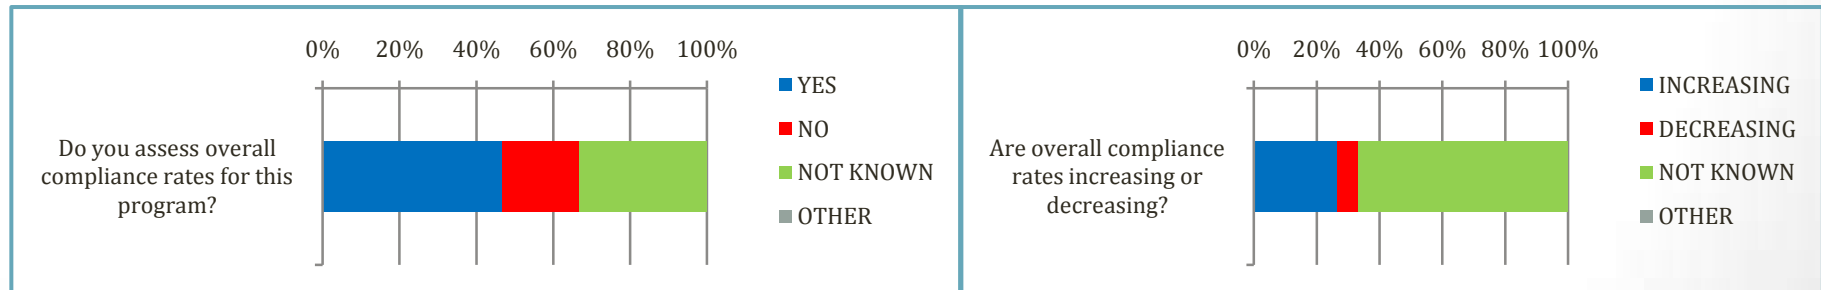 0% 20% 40% 60% 80% 100%
Do you assess overall
compliance rates for this
program?
YES
NO
NOT KNOWN
OTHER
0% 20% 40% 60% 80% 100%
Are overall compliance
rates increasing or
decreasing?
INCREASING
DECREASING
NOT KNOWN
OTHER